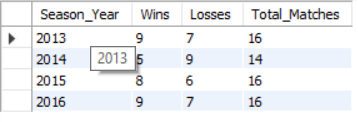 Season_Year Wins Losses Total_Matches
2013 9 7 16
2014 5 9 14
2013
2015 8 6 16
2016 9 7 16